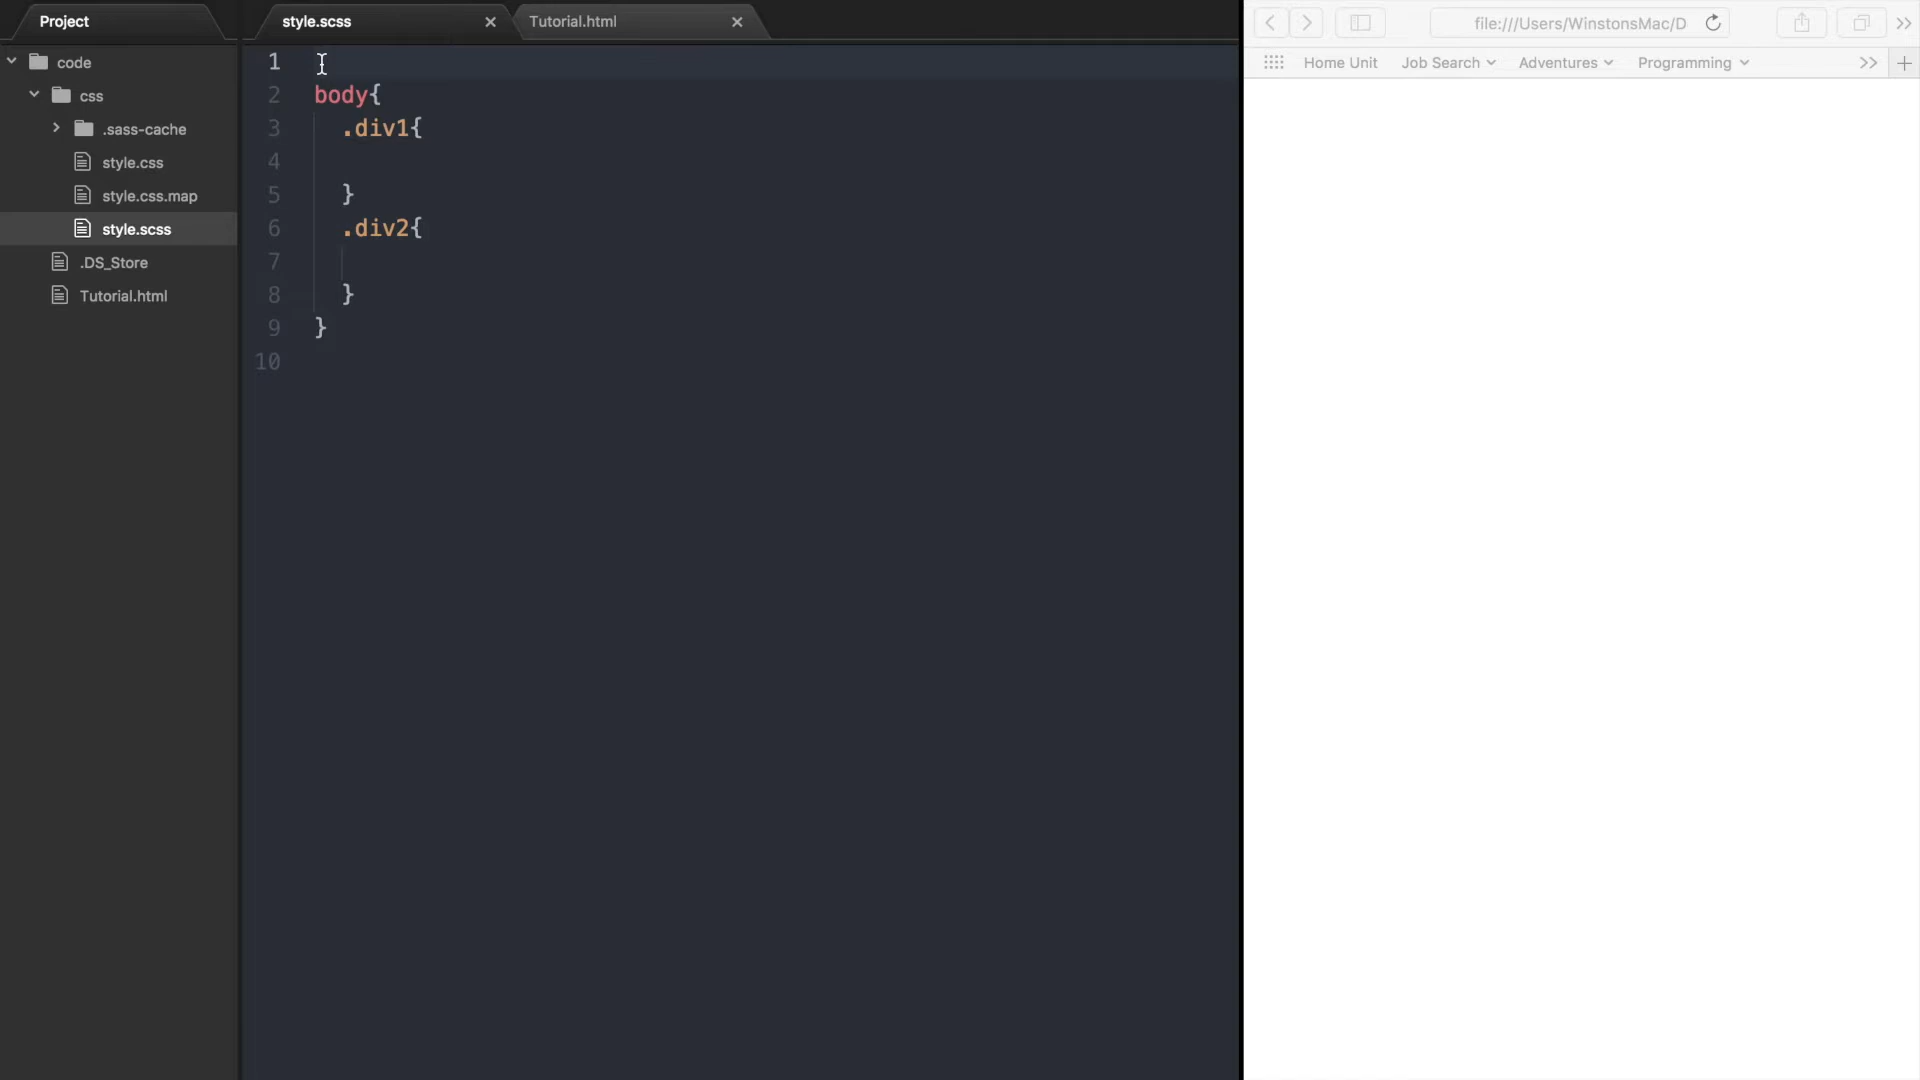 Project
code
css
.sass-cache
style.css
style.css.map
style.scss
.DS_Store
Tutorial.html
style.scss
Tutorial.html
1
2 body{
3 .div1{
4
5 }
6 .div2{
7
8 }
9 }
10
file:///Users/WinstonsMac/D
Home Unit Job Search Adventures Programming